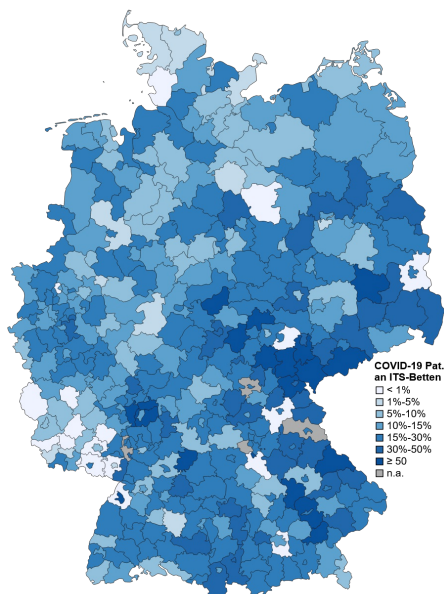 COVID-19 Pat.
an ITS-Betten
< 1%
1%-5%
5%-10%
10%-15%
15%-30%
30%-50%
≥ 50
n.a.